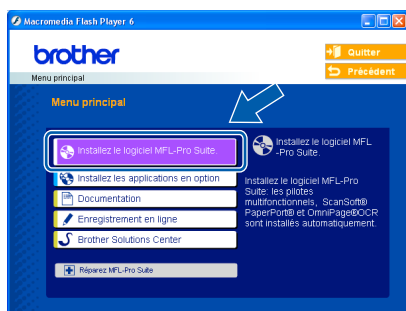 Macromedia Flash Player 6
brother
Quitter
Précédent
Menu principal
Menu principal
Installez le logiciel MFL-Pro Suite.
Installez les applications en option
Documentation
Enregistrement en ligne
Brother Solutions Center
Réparez MFL-Pro Suite
Installez le logiciel MFL
-Pro Suite.
Installez le logiciel MFL-Pro
Suite: les pilotes
multifonctionnels, ScanSoft®
PaperPort® et OmniPage®OCR
sont installés automatiquement.